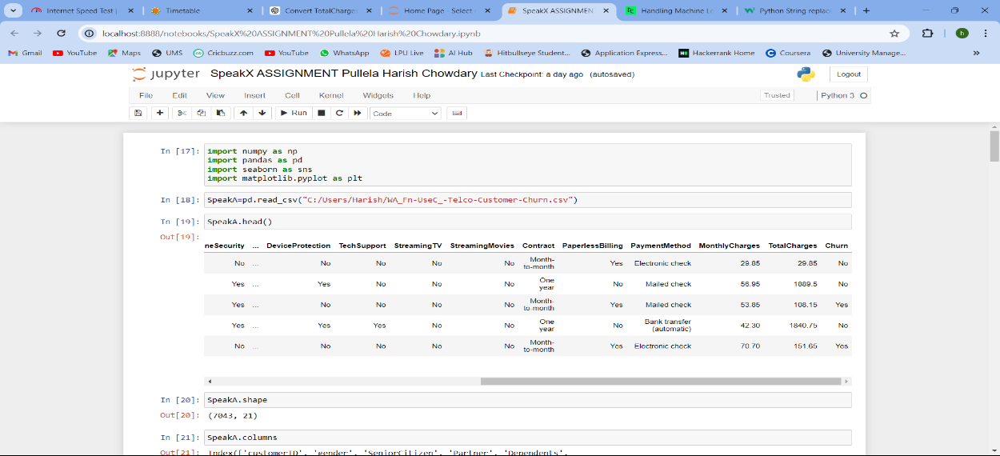 Internet Speed Test |
Timetable
Convert TotalCharges
Home Page - Select
SpeakX ASSIGNMENT
Handling Machine Le
Python String replace
localhost:8888/notebooks/SpeakX%20ASSIGNMENT%20Pullela%20Harish%20Chowdary.ipynb
h
Gmail YouTube Maps UMS Cricbuzz.com YouTube WhatsApp LPU Live AI Hub Hitbullseye Student... Application Express... Hackerrank Home Coursera University Manage...
jupyter SpeakX ASSIGNMENT Pullela Harish Chowdary Last Checkpoint: a day ago (autosaved) Logout
File Edit View Insert Cell Kernel Widgets Help Trusted Python 3
Run Code
In [17]: import numpy as np
import pandas as pd
import seaborn as sns
import matplotlib.pyplot as plt
In [18]: SpeakA=pd.read_csv("C:/Users/Harish/WA_Fn-UseC_-Telco-Customer-Churn.csv")
In [19]: SpeakA.head()
Out[19]:
neSecurity ... DeviceProtection TechSupport StreamingTV StreamingMovies Contract PaperlessBilling PaymentMethod MonthlyCharges TotalCharges Churn
No ... No No No No Month-to-month Yes Electronic check 29.85 29.85 No
Yes ... Yes No No No One year No Mailed check 56.95 1889.5 No
Yes ... No No No No Month-to-month Yes Mailed check 53.85 108.15 Yes
Yes ... Yes Yes No No One year No Bank transfer (automatic) 42.30 1840.75 No
No ... No No No No Month-to-month Yes Electronic check 70.70 151.65 Yes
In [20]: SpeakA.shape
Out[20]: (7043, 21)
In [21]: SpeakA.columns
Out[21]: Index(['customerID', 'gender', 'SeniorCitizen', 'Partner', 'Dependents',